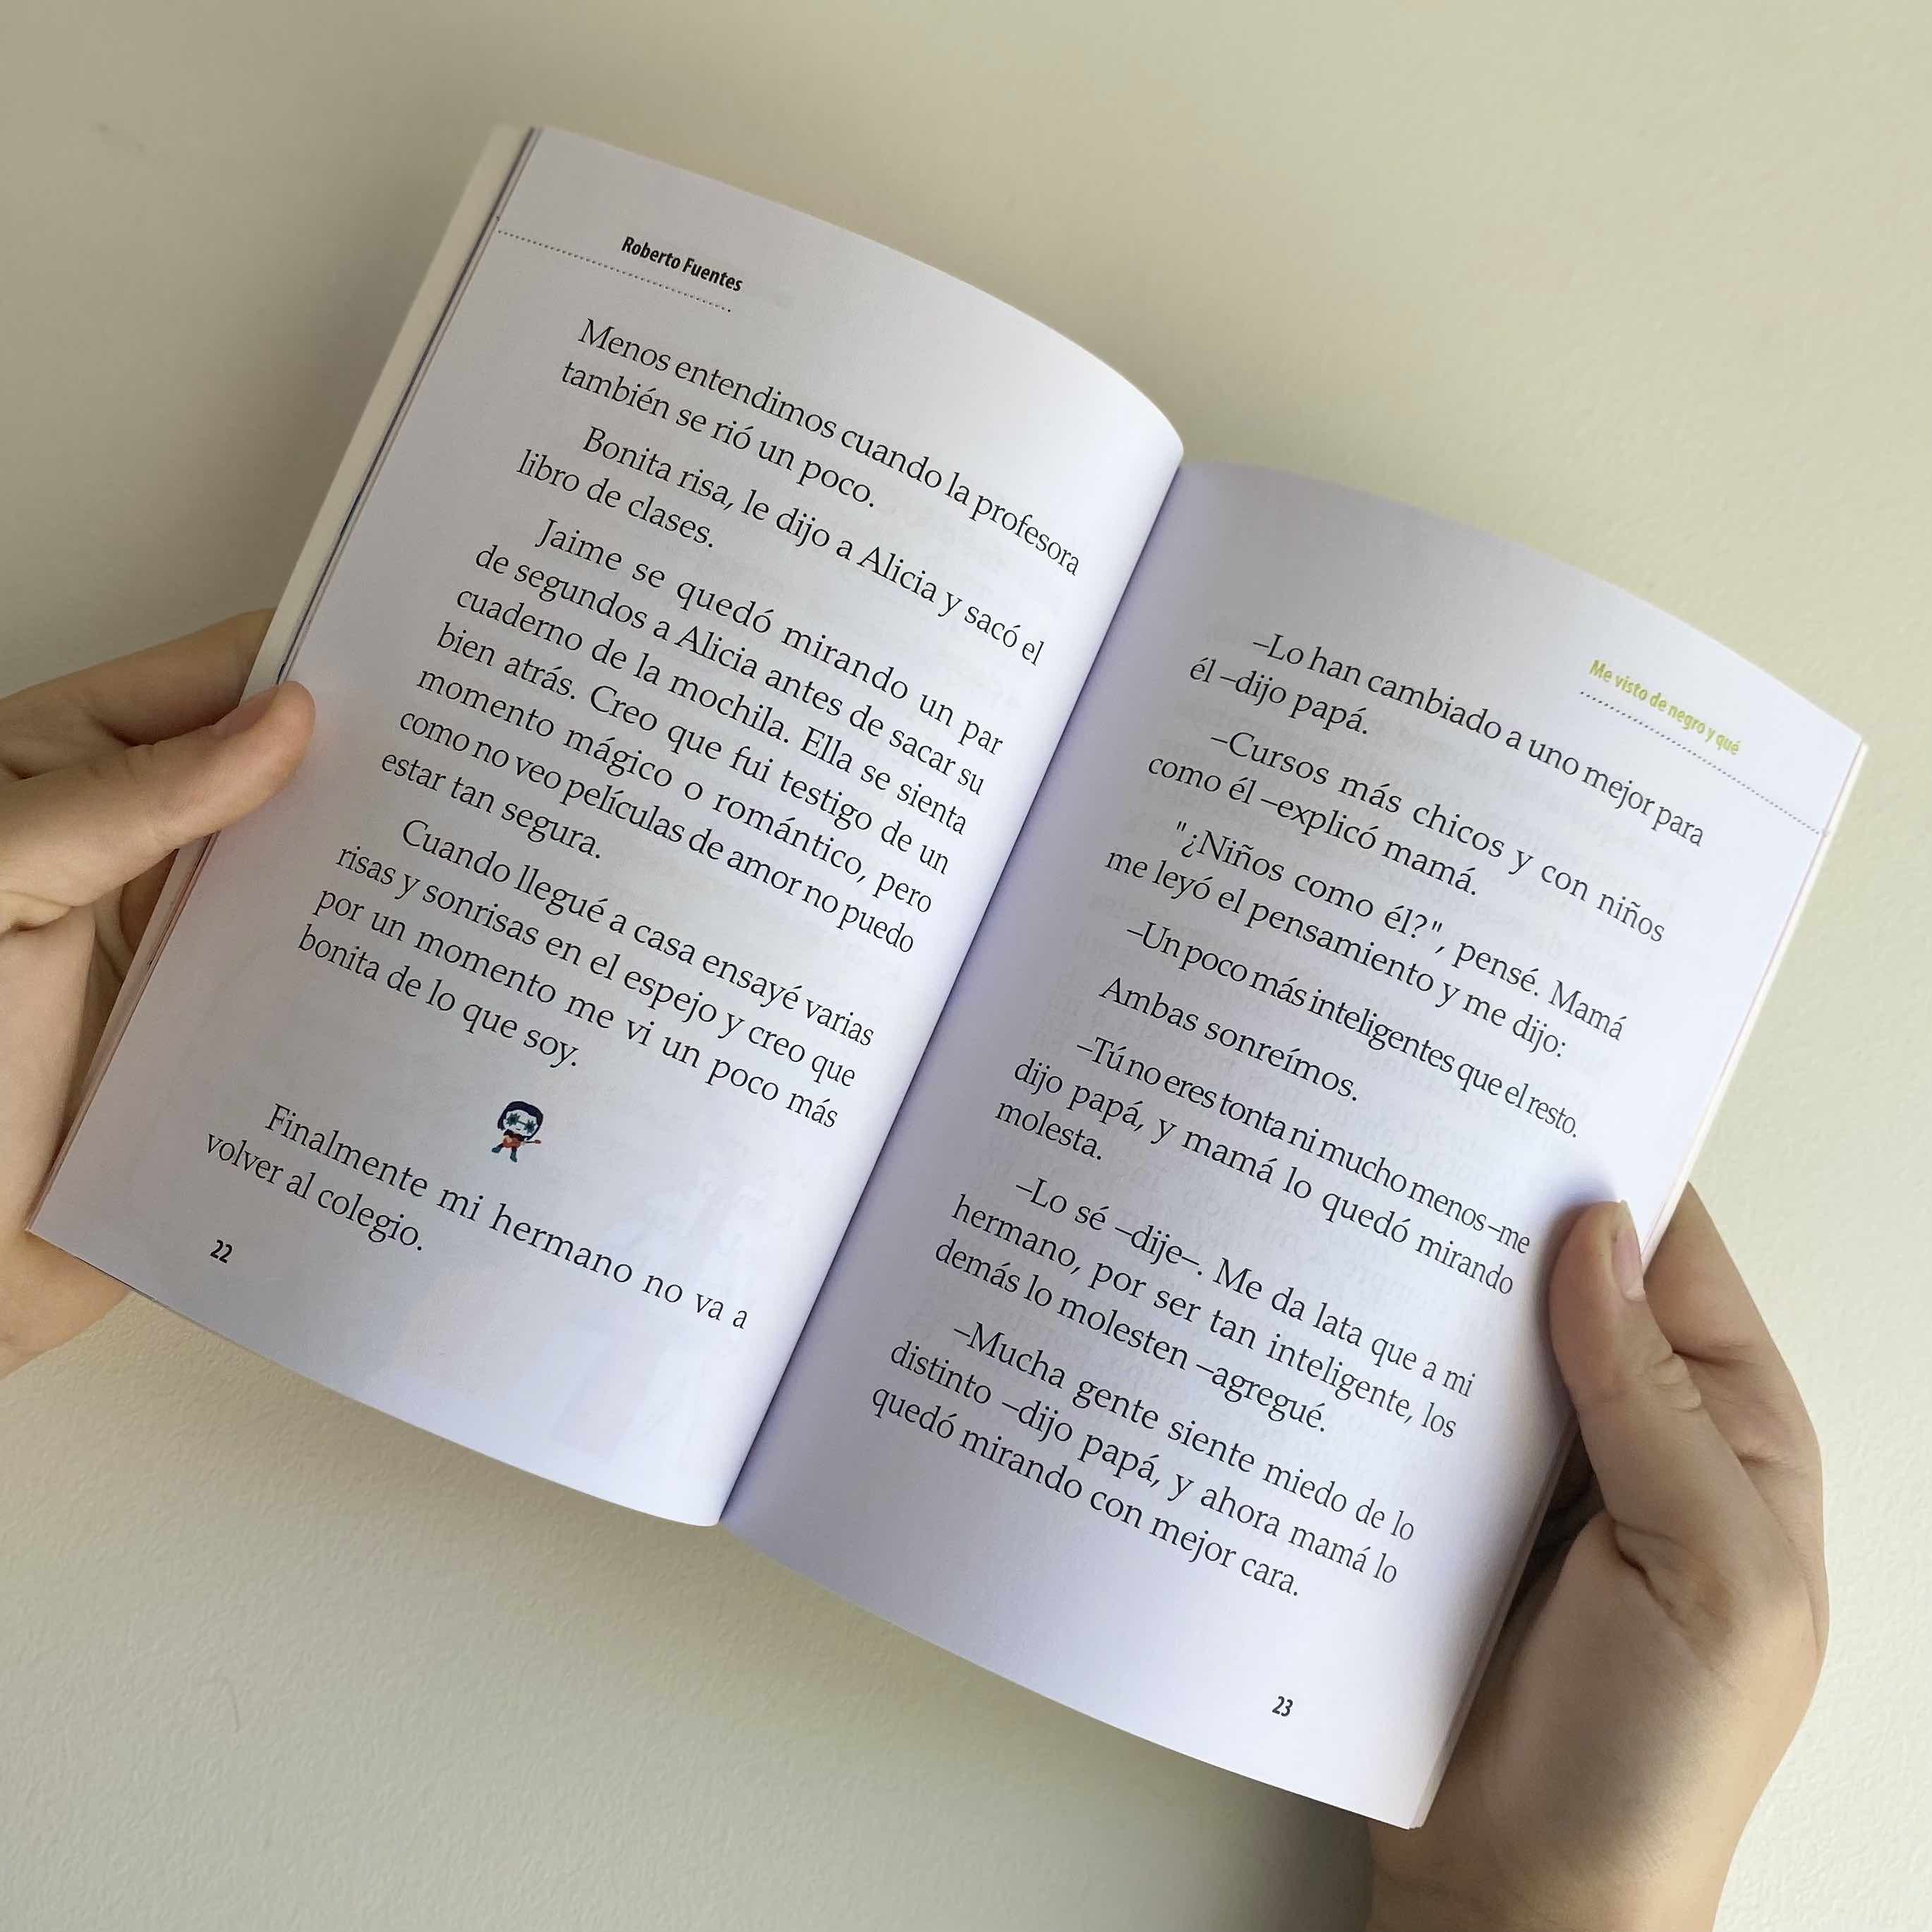 Roberto Fuentes
Menos entendimos cuando la profesora
también se rió un poco.
Bonita risa, le dijo a Alicia y sacó el
libro de clases.
Jaime se quedó mirando un par
de segundos a Alicia antes de sacar su
cuaderno de la mochila. Ella se sienta
bien atrás. Creo que fui testigo de un
momento mágico o romántico, pero
como no veo películas de amor no puedo
estar tan segura.
Cuando llegué a casa ensayé varias
risas y sonrisas en el espejo y creo que
por un momento me vi un poco más
bonita de lo que soy.
Finalmente mi hermano no va a
volver al colegio.
22
Me visto de negro y qué
–Lo han cambiado a uno mejor para
él –dijo papá.
–Cursos más chicos y con niños
como él –explicó mamá.
"¿Niños como él?", pensé. Mamá
me leyó el pensamiento y me dijo:
–Un poco más inteligentes que el resto.
Ambas sonreímos.
–Tú no eres tonta ni mucho menos –me
dijo papá, y mamá lo quedó mirando
molesta.
–Lo sé –dije–. Me da lata que a mi
hermano, por ser tan inteligente, los
demás lo molesten –agregué.
–Mucha gente siente miedo de lo
distinto –dijo papá, y ahora mamá lo
quedó mirando con mejor cara.
23